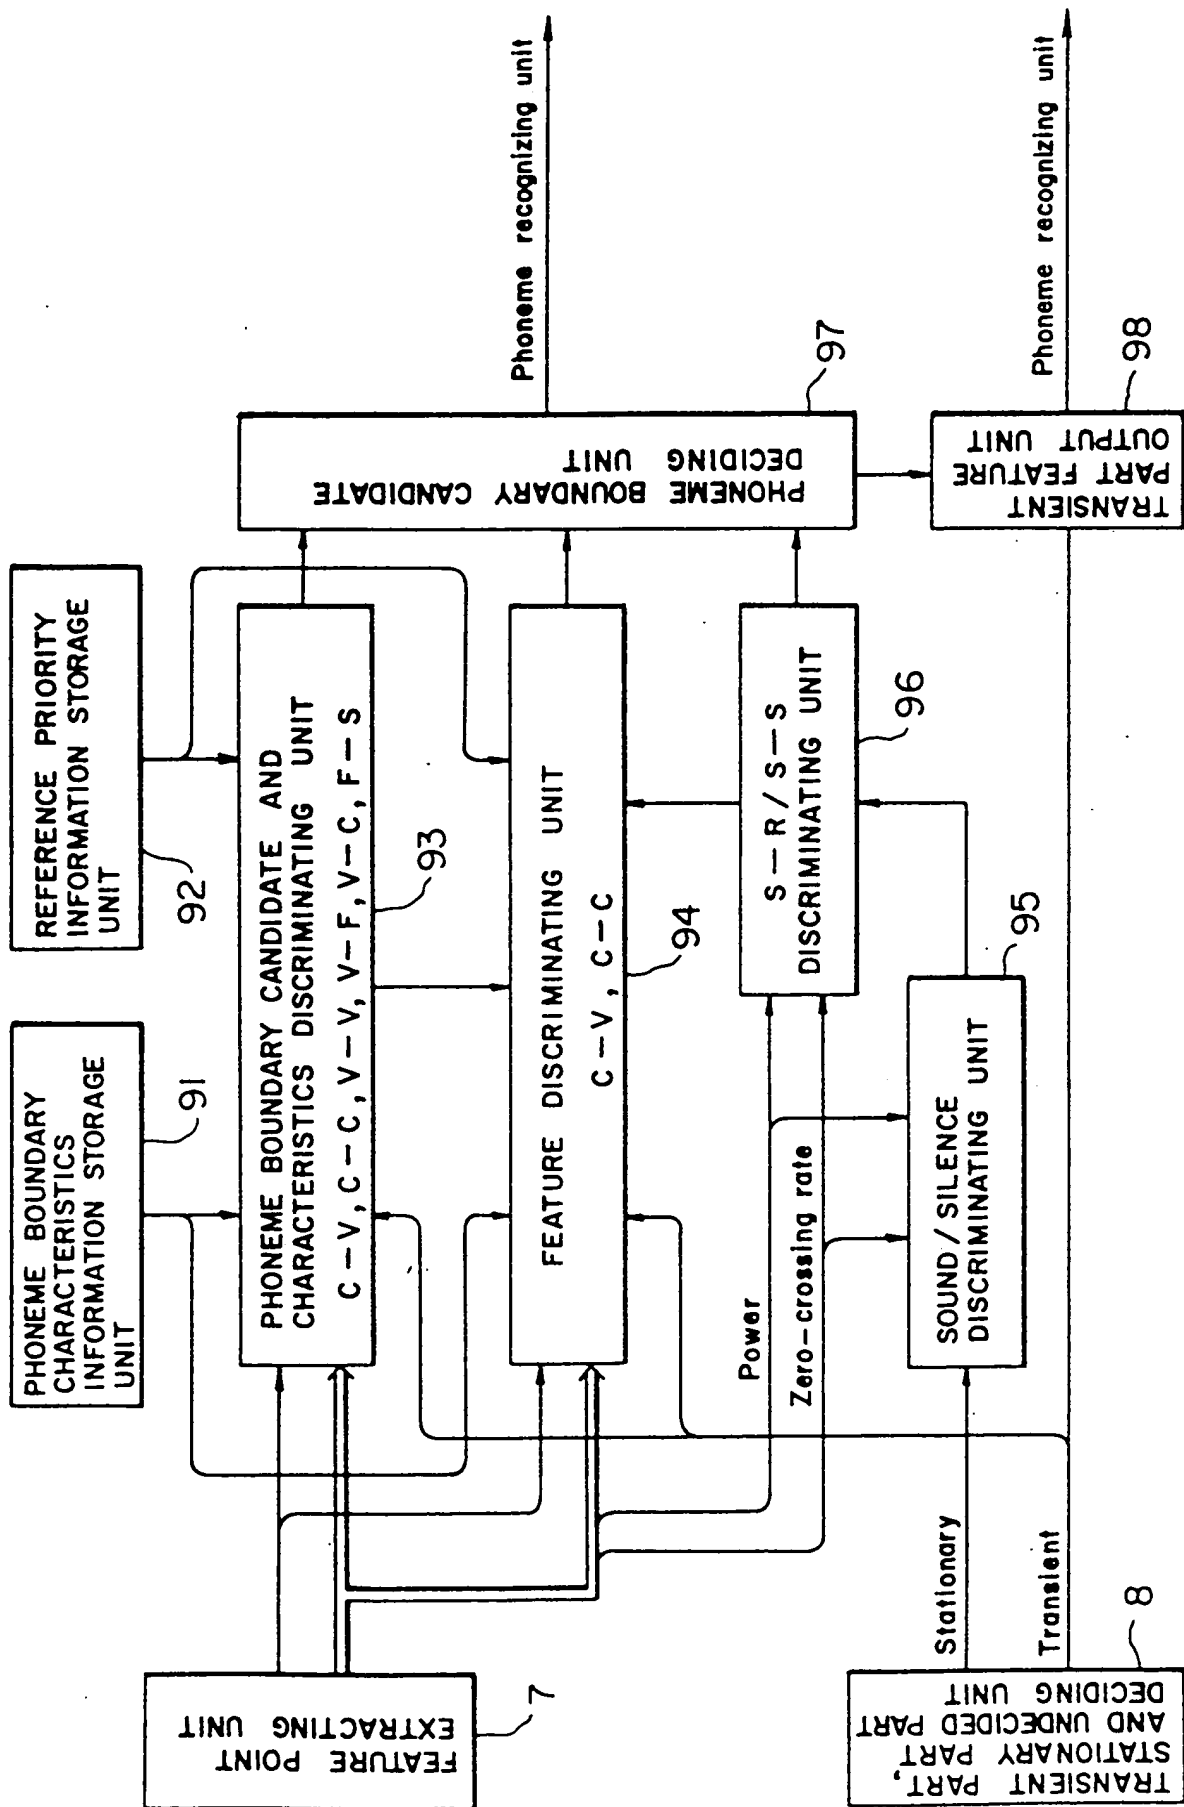 PHONEME BOUNDARY
CHARACTERISTICS
INFORMATION STORAGE
UNIT
91
REFERENCE PRIORITY
INFORMATION STORAGE
UNIT
92
PHONEME BOUNDARY CANDIDATE AND
CHARACTERISTICS DISCRIMINATING UNIT
C-V, C-C, V-V, V-F, V-C, F-S
93
FEATURE DISCRIMINATING UNIT
C-V, C-C
94
S-R/S-S
DISCRIMINATING UNIT
96
SOUND/SILENCE
DISCRIMINATING UNIT
95
Power
Zero-crossing rate
FEATURE POINT
EXTRACTING UNIT
7
TRANSIENT PART,
STATIONARY PART
AND UNDECIDED PART
DECIDING UNIT
8
Stationary
Transient
PHONEME BOUNDARY CANDIDATE
DECIDING UNIT
97
Phoneme recognizing unit
TRANSIENT
PART FEATURE
OUTPUT UNIT
98
Phoneme recognizing unit